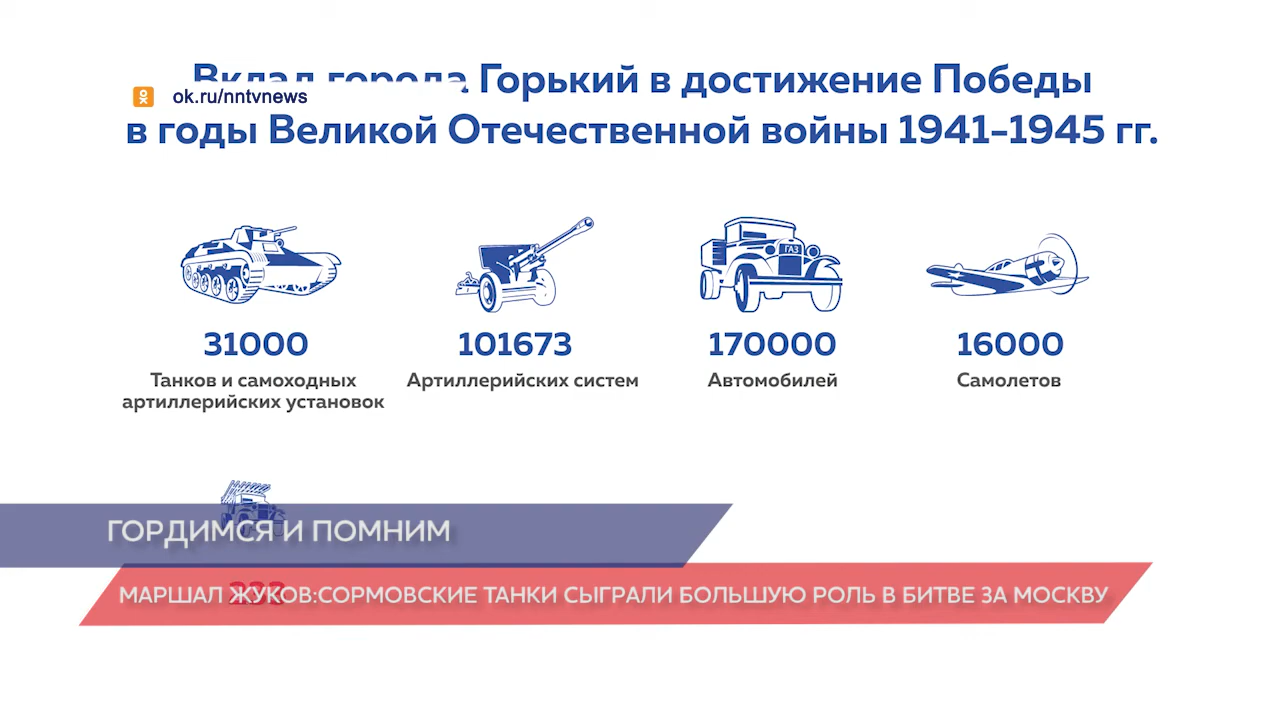 Вклад города Горький в достижение Победы
ok.ru/nntvnews
в годы Великой Отечественной войны 1941-1945 гг.
ГАЗ
31000
101673
170000
16000
Танков и самоходных
артиллерийских установок
Артиллерийских систем
Автомобилей
Самолетов
ГОРДИМСЯ И ПОМНИМ
МАРШАЛ ЖУКОВ:СОРМОВСКИЕ ТАНКИ СЫГРАЛИ БОЛЬШУЮ РОЛЬ В БИТВЕ ЗА МОСКВУ